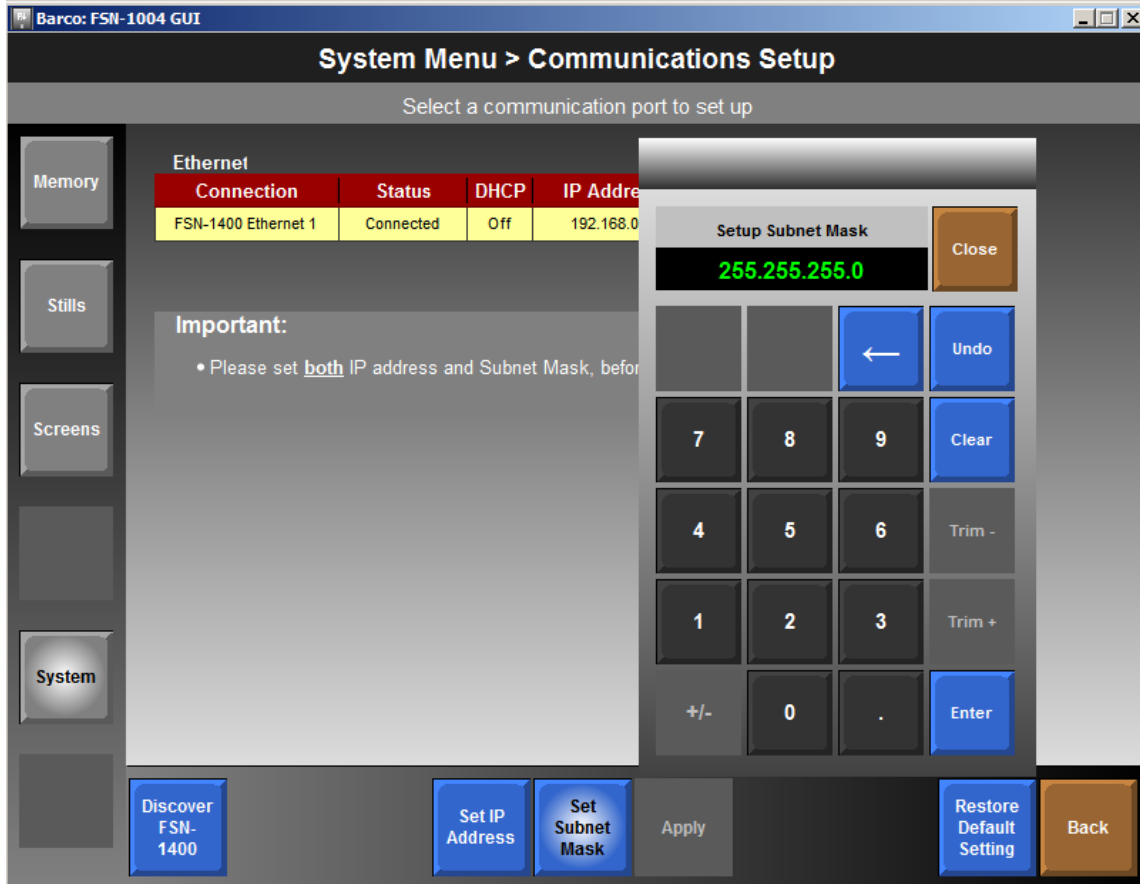 Barco: FSN-1004 GUI
System Menu > Communications Setup
Select a communication port to set up
Memory
Stills
Screens
System
Ethernet
Connection Status DHCP IP Addre
FSN-1400 Ethernet 1 Connected Off 192.168.0
Important:
• Please set both IP address and Subnet Mask, befor
Setup Subnet Mask
255.255.255.0
Close
← Undo
7 8 9 Clear
4 5 6 Trim -
1 2 3 Trim +
+/- 0 . Enter
Discover
FSN-
1400
Set IP
Address
Set
Subnet
Mask
Apply
Restore
Default
Setting
Back